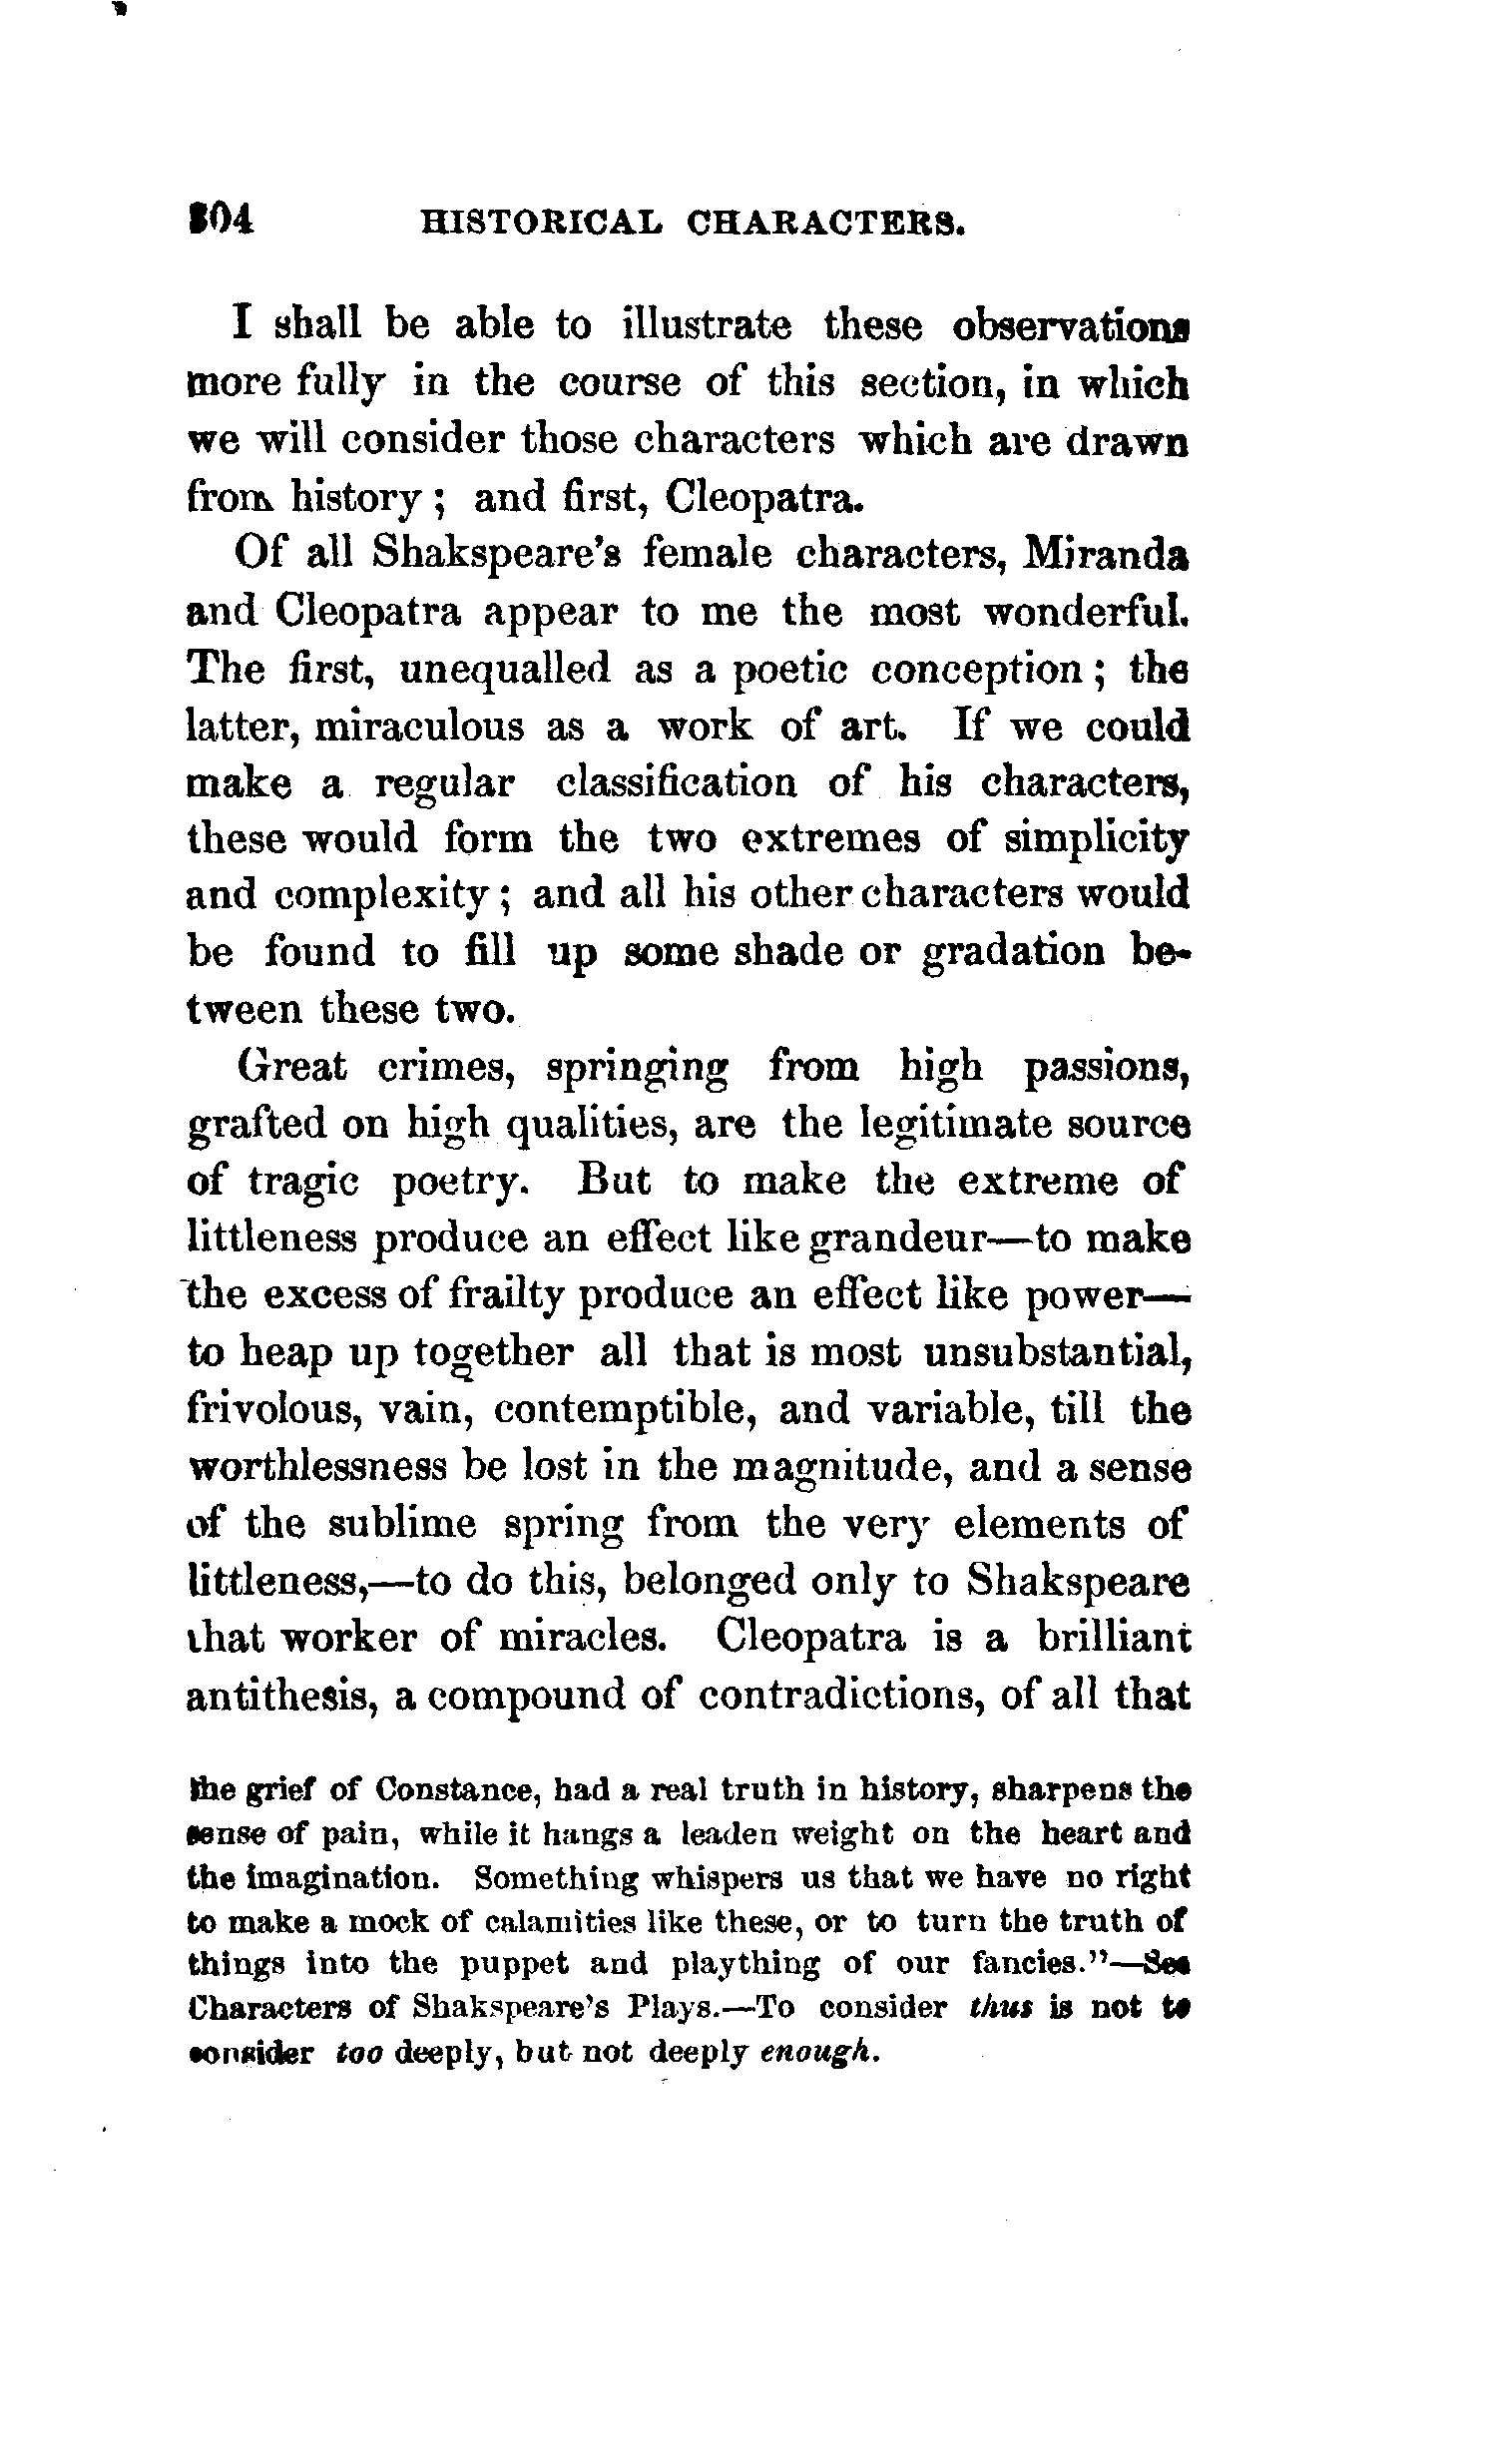 304 HISTORICAL CHARACTERS.
I shall be able to illustrate these observations
more fully in the course of this section, in which
we will consider those characters which are drawn
from history; and first, Cleopatra.
Of all Shakspeare's female characters, Miranda
and Cleopatra appear to me the most wonderful.
The first, unequalled as a poetic conception; the
latter, miraculous as a work of art. If we could
make a regular classification of his characters,
these would form the two extremes of simplicity
and complexity; and all his other characters would
be found to fill up some shade or gradation be-
tween these two.
Great crimes, springing from high passions,
grafted on high qualities, are the legitimate source
of tragic poetry. But to make the extreme of
littleness produce an effect like grandeur—to make
the excess of frailty produce an effect like power—
to heap up together all that is most unsubstantial,
frivolous, vain, contemptible, and variable, till the
worthlessness be lost in the magnitude, and a sense
of the sublime spring from the very elements of
littleness,—to do this, belonged only to Shakspeare
that worker of miracles. Cleopatra is a brilliant
antithesis, a compound of contradictions, of all that
the grief of Constance, had a real truth in history, sharpens the
sense of pain, while it hangs a leaden weight on the heart and
the imagination. Something whispers us that we have no right
to make a mock of calamities like these, or to turn the truth of
things into the puppet and plaything of our fancies."—See
Characters of Shakspeare's Plays.—To consider thus is not to
consider too deeply, but not deeply enough.